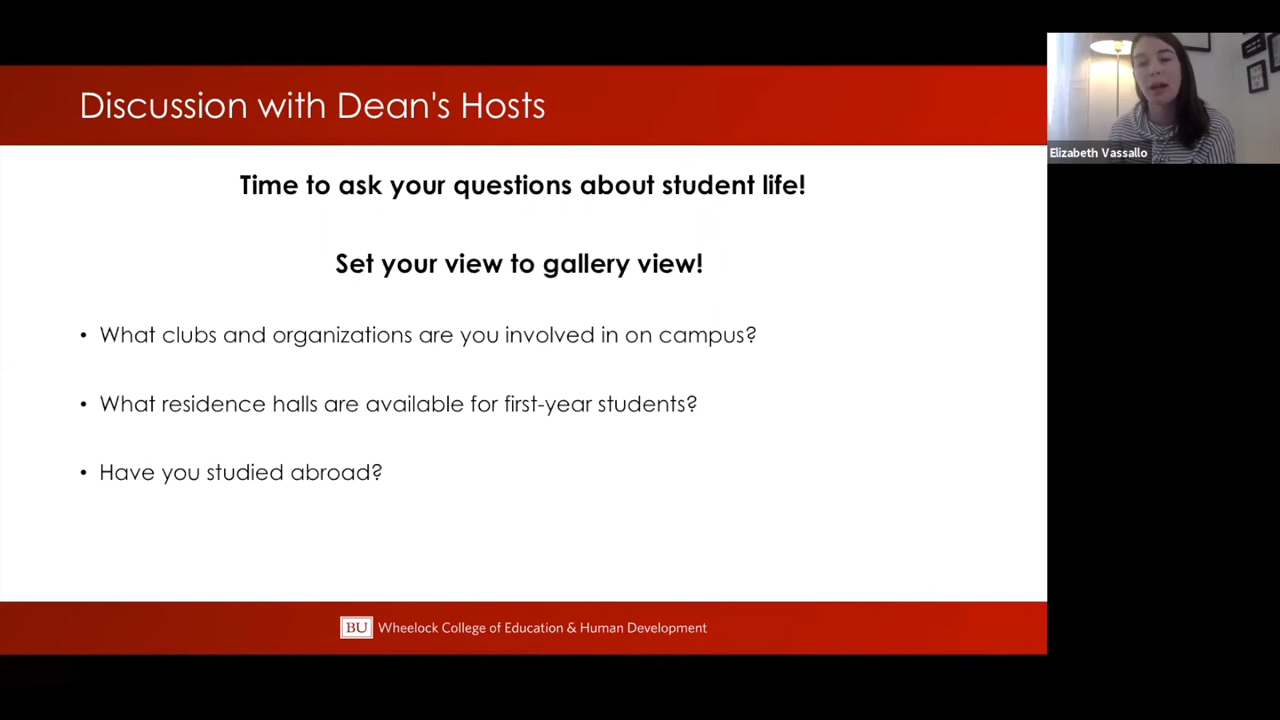 Discussion with Dean's Hosts
Elizabeth Vassallo
Time to ask your questions about student life!
Set your view to gallery view!
• What clubs and organizations are you involved in on campus?
• What residence halls are available for first-year students?
• Have you studied abroad?
BU Wheelock College of Education & Human Development